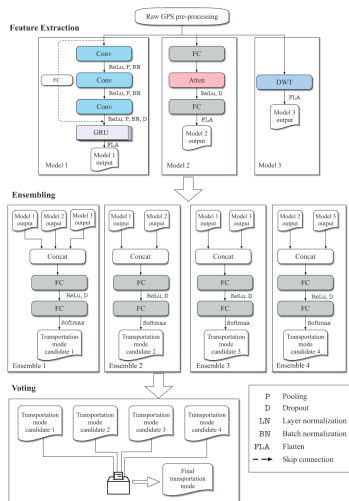 Raw GPS pre-processing
Feature Extraction
Conv
ReLu, P, BN
FC
Conv
ReLu, P, BN
Conv
ReLu, P, BN, D
GRU
FLA
Model 1
output
Model 1
FC
Atten
ReLu, D
FC
FLA
Model 2
output
Model 2
DWT
FLA
Model 3
output
Model 3
Ensembling
Model 1
output
Model 2
output
Model 3
output
Concat
FC
ReLu, D
FC
Softmax
Transportation
mode
candidate 1
Ensemble 1
Model 1
output
Model 2
output
Concat
FC
ReLu, D
FC
Softmax
Transportation
mode
candidate 2
Ensemble 2
Model 1
output
Model 3
output
Concat
FC
ReLu, D
FC
Softmax
Transportation
mode
candidate 3
Ensemble 3
Model 2
output
Model 3
output
Concat
FC
ReLu, D
FC
Softmax
Transportation
mode
candidate 4
Ensemble 4
Voting
Transportation
mode
candidate 1
Transportation
mode
candidate 2
Transportation
mode
candidate 3
Transportation
mode
candidate 4
Final
transportation
mode
P Pooling
D Dropout
LN Layer normalization
BN Batch normalization
FLA Flatten
Skip connection